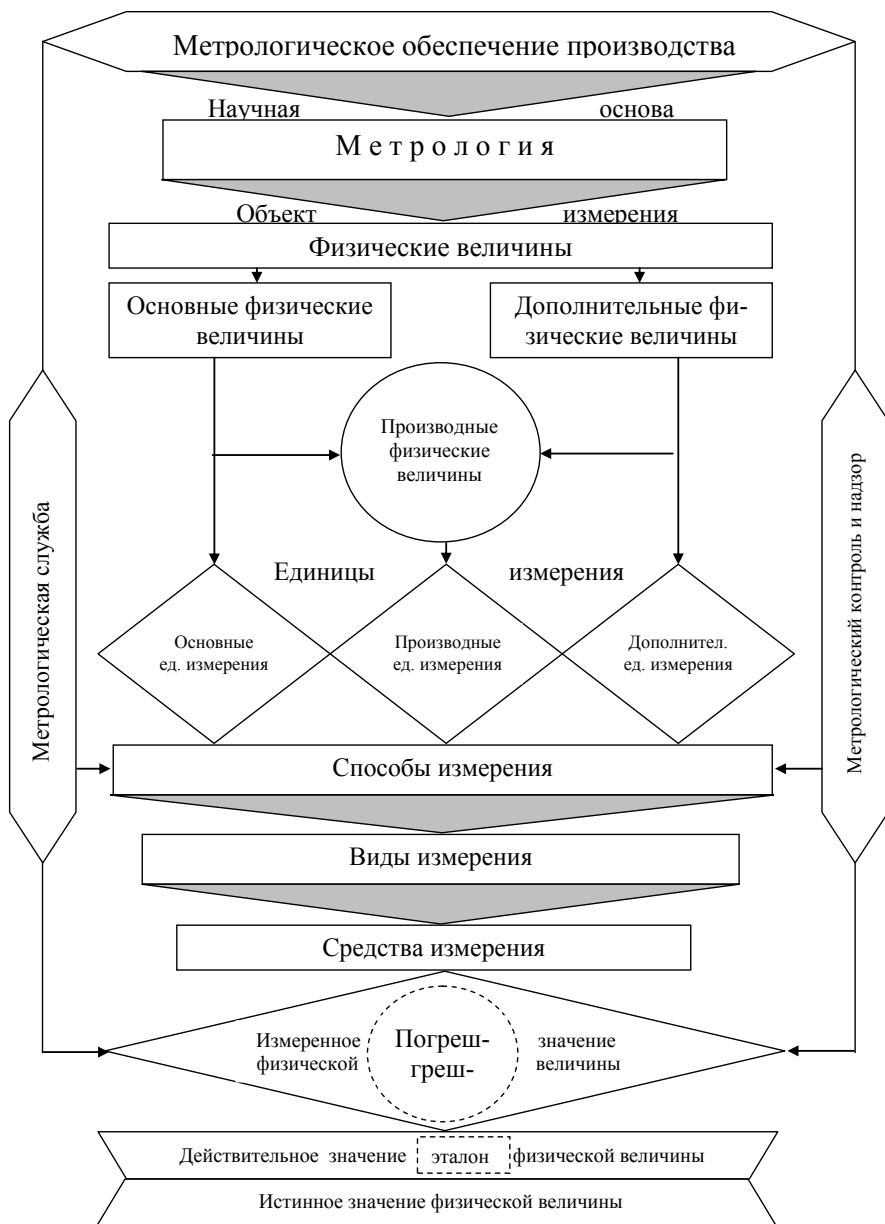 Метрологическое обеспечение производства
Научная основа
Метрология
Объект измерения
Физические величины
Основные физические
величины
Дополнительные фи-
зические величины
Производные
физические
величины
Метрологическая служба
Метрологический контроль и надзор
Единицы измерения
Основные
ед. измерения
Производные
ед. измерения
Дополнител.
ед. измерения
Способы измерения
Виды измерения
Средства измерения
Измеренное
физической
Погреш-
греш-
значение
величины
Действительное значение эталон физической величины
Истинное значение физической величины